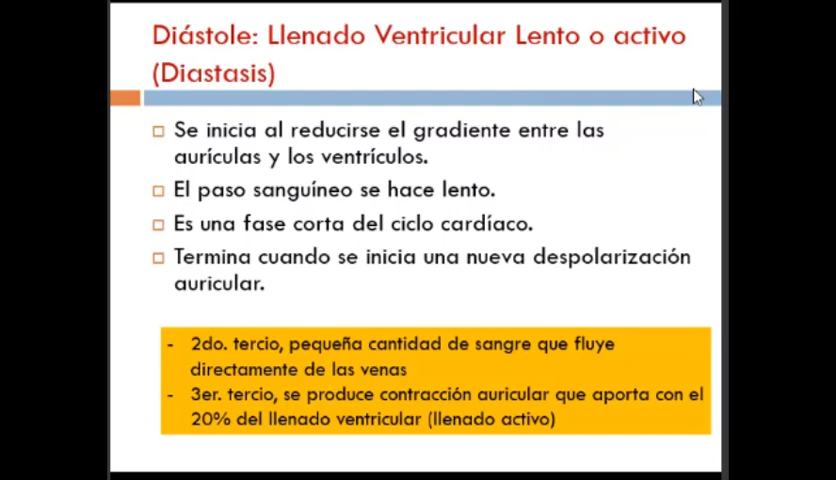 Diástole: Llenado Ventricular Lento o activo
(Diastasis)
Se inicia al reducirse el gradiente entre las
aurículas y los ventrículos.
El paso sanguíneo se hace lento.
Es una fase corta del ciclo cardíaco.
Termina cuando se inicia una nueva despolarización
auricular.
- 2do. tercio, pequeña cantidad de sangre que fluye
directamente de las venas
- 3er. tercio, se produce contracción auricular que aporta con el
20% del llenado ventricular (llenado activo)